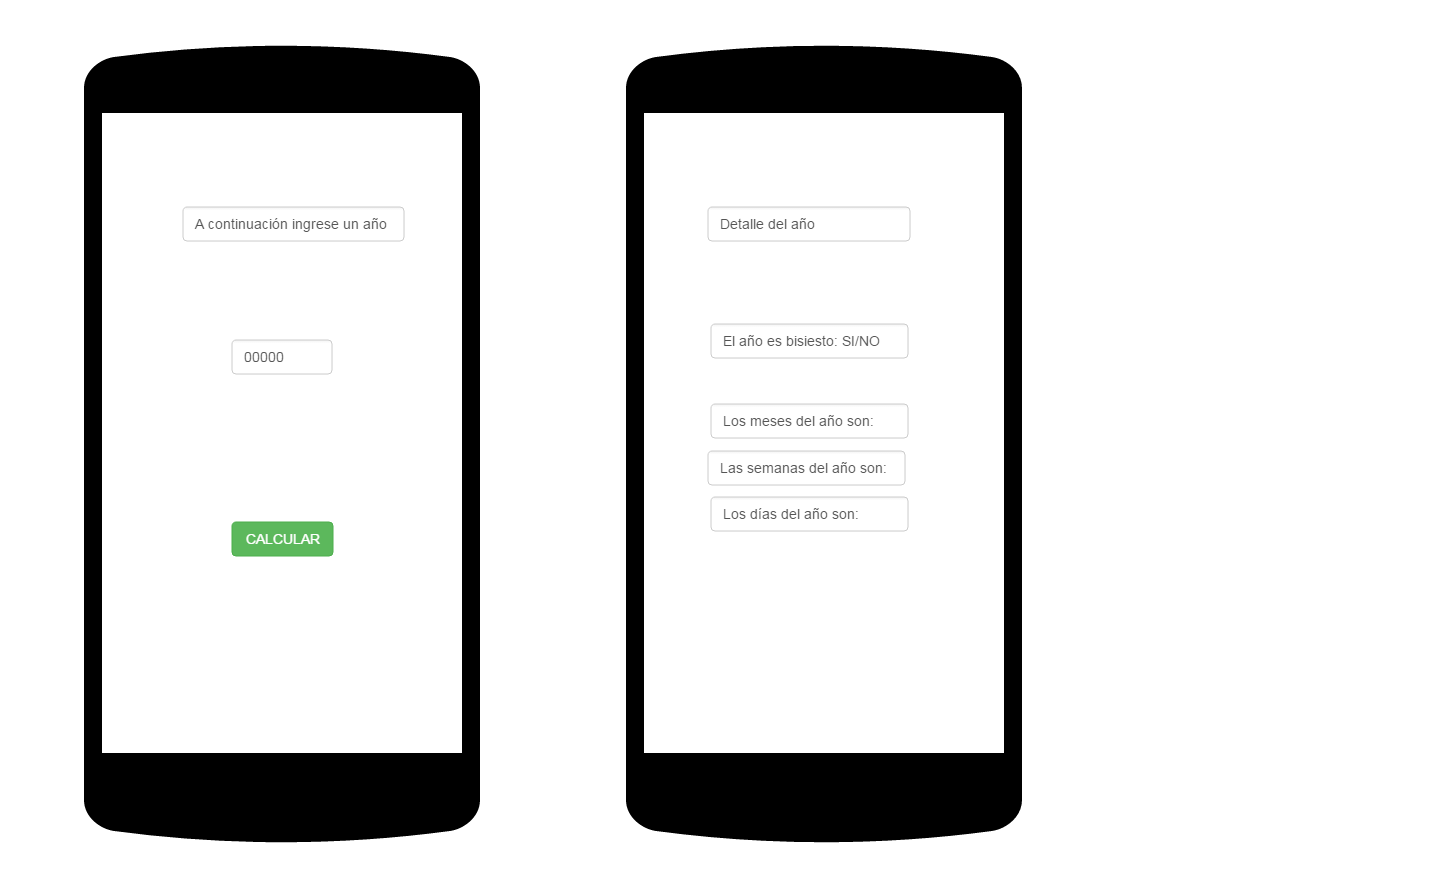 A continuación ingrese un año
00000
CALCULAR
Detalle del año
El año es bisiesto: SI/NO
Los meses del año son:
Las semanas del año son:
Los días del año son: